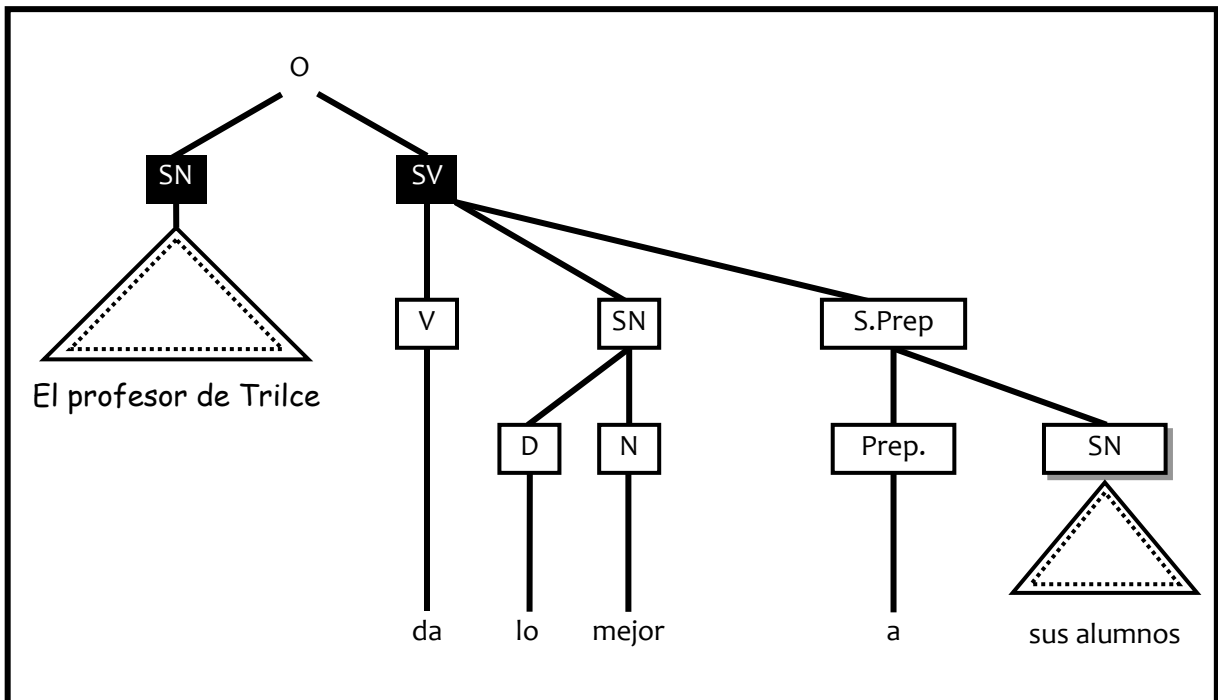 O
SN SV
V SN S.Prep
El profesor de Trilce
D N Prep. SN
da lo mejor a sus alumnos